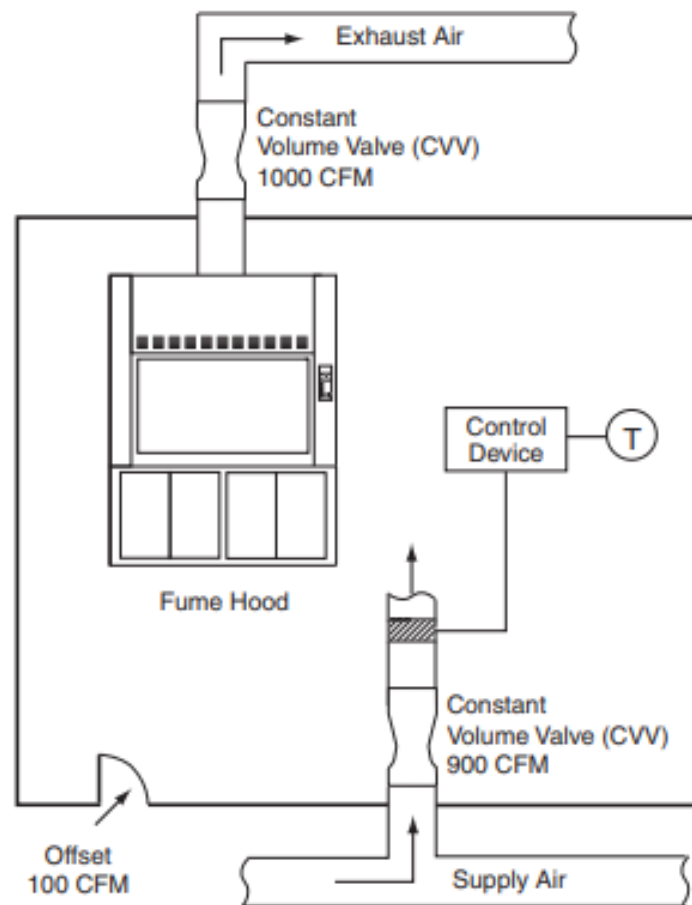 Exhaust Air
Constant
Volume Valve (CVV)
1000 CFM
Control
Device
T
Fume Hood
Constant
Volume Valve (CVV)
900 CFM
Offset
100 CFM
Supply Air